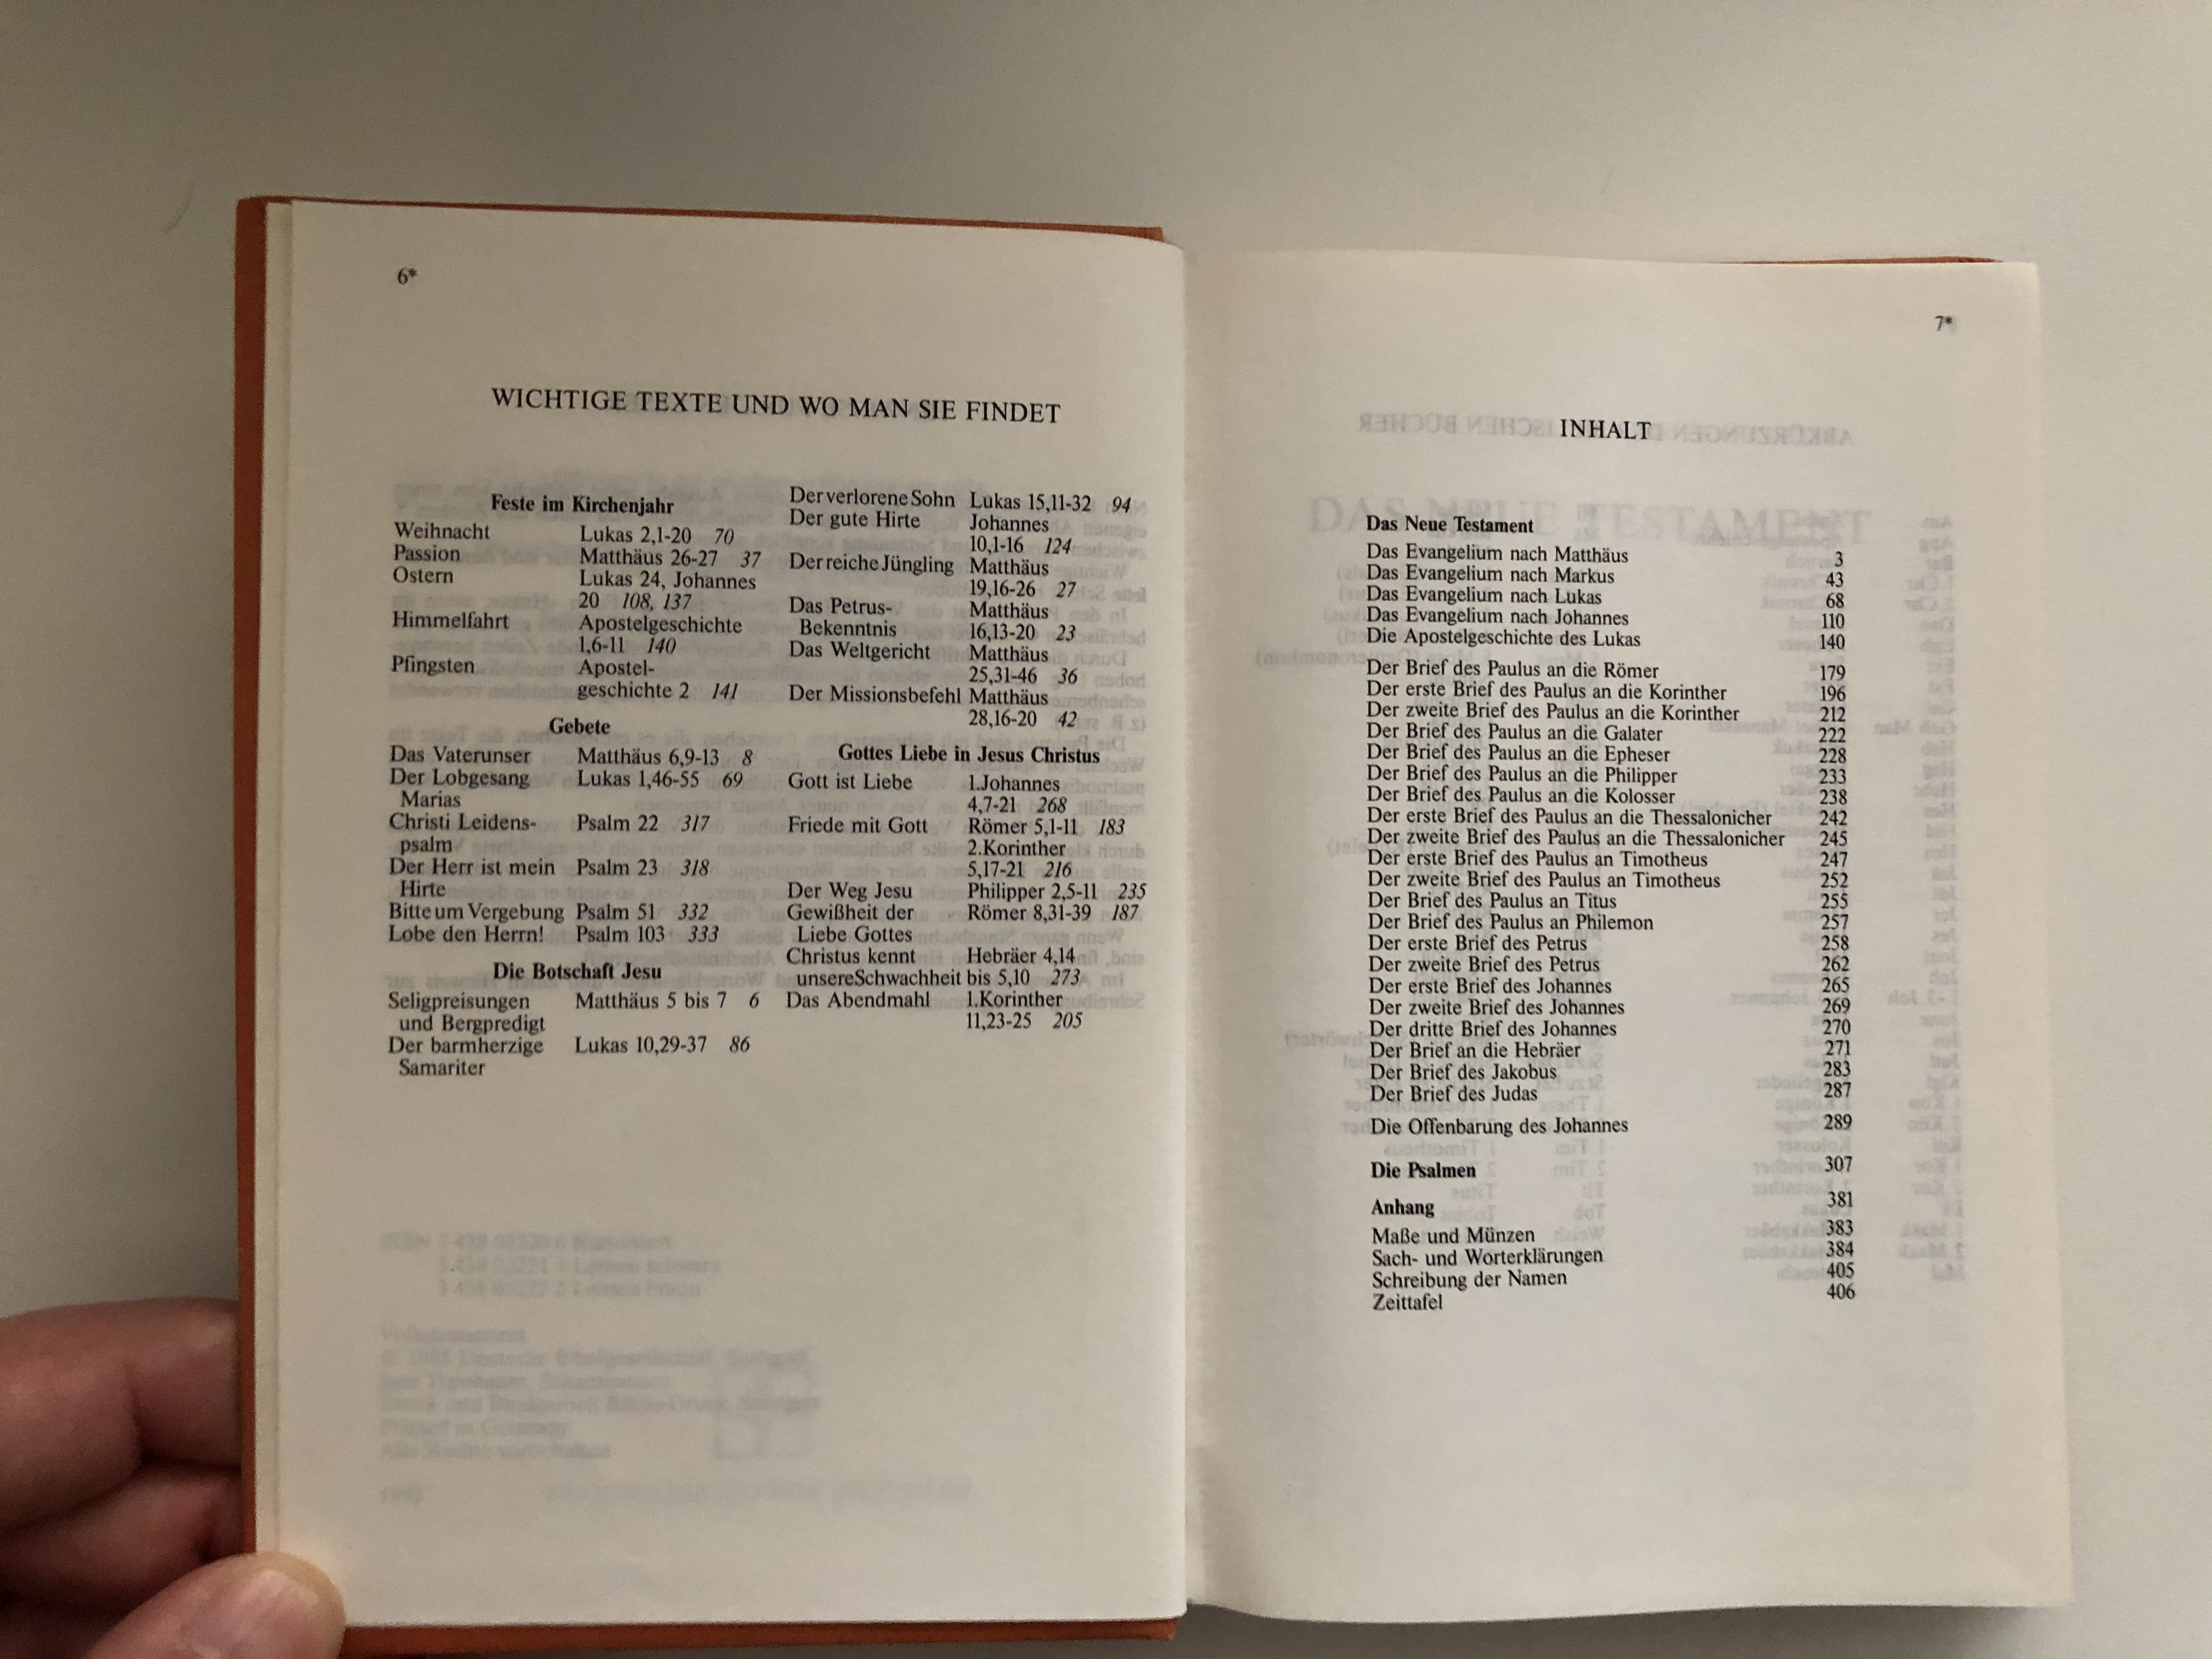 6*
WICHTIGE TEXTE UND WO MAN SIE FINDET
Feste im Kirchenjahr
Weihnacht Lukas 2,1-20 70
Passion Matthäus 26-27 37
Ostern Lukas 24, Johannes
20 108, 137
Himmelfahrt Apostelgeschichte
1,6-11 140
Pfingsten Apostel-
geschichte 2 141
Gebete
Das Vaterunser Matthäus 6,9-13 8
Der Lobgesang Lukas 1,46-55 69
Marias
Christi Leidens- Psalm 22 317
psalm
Der Herr ist mein Psalm 23 318
Hirte
Bitte um Vergebung Psalm 51 332
Lobe den Herrn! Psalm 103 333
Die Botschaft Jesu
Seligpreisungen Matthäus 5 bis 7 6
und Bergpredigt
Der barmherzige Lukas 10,29-37 86
Samariter
Der verlorene Sohn Lukas 15,11-32 94
Der gute Hirte Johannes
10,1-16 124
Der reiche Jüngling Matthäus
19,16-26 27
Das Petrus- Matthäus
Bekenntnis 16,13-20 23
Das Weltgericht Matthäus
25,31-46 36
Der Missionsbefehl Matthäus
28,16-20 42
Gottes Liebe in Jesus Christus
Gott ist Liebe 1.Johannes
4,7-21 268
Friede mit Gott Römer 5,1-11 183
2.Korinther
5,17-21 216
Der Weg Jesu Philipper 2,5-11 235
Gewißheit der Römer 8,31-39 187
Liebe Gottes
Christus kennt Hebräer 4,14
unsere Schwachheit bis 5,10 273
Das Abendmahl 1.Korinther
11,23-25 205
7*
INHALT
Das Neue Testament
Das Evangelium nach Matthäus 3
Das Evangelium nach Markus 43
Das Evangelium nach Lukas 68
Das Evangelium nach Johannes 110
Die Apostelgeschichte des Lukas 140
Der Brief des Paulus an die Römer 179
Der erste Brief des Paulus an die Korinther 196
Der zweite Brief des Paulus an die Korinther 212
Der Brief des Paulus an die Galater 222
Der Brief des Paulus an die Epheser 228
Der Brief des Paulus an die Philipper 233
Der Brief des Paulus an die Kolosser 238
Der erste Brief des Paulus an die Thessalonicher 242
Der zweite Brief des Paulus an die Thessalonicher 245
Der erste Brief des Paulus an Timotheus 247
Der zweite Brief des Paulus an Timotheus 252
Der Brief des Paulus an Titus 255
Der Brief des Paulus an Philemon 257
Der erste Brief des Petrus 258
Der zweite Brief des Petrus 262
Der erste Brief des Johannes 265
Der zweite Brief des Johannes 269
Der dritte Brief des Johannes 270
Der Brief an die Hebräer 271
Der Brief des Jakobus 283
Der Brief des Judas 287
Die Offenbarung des Johannes 289
Die Psalmen 307
Anhang 381
Maße und Münzen 383
Sach- und Worterklärungen 384
Schreibung der Namen 405
Zeittafel 406